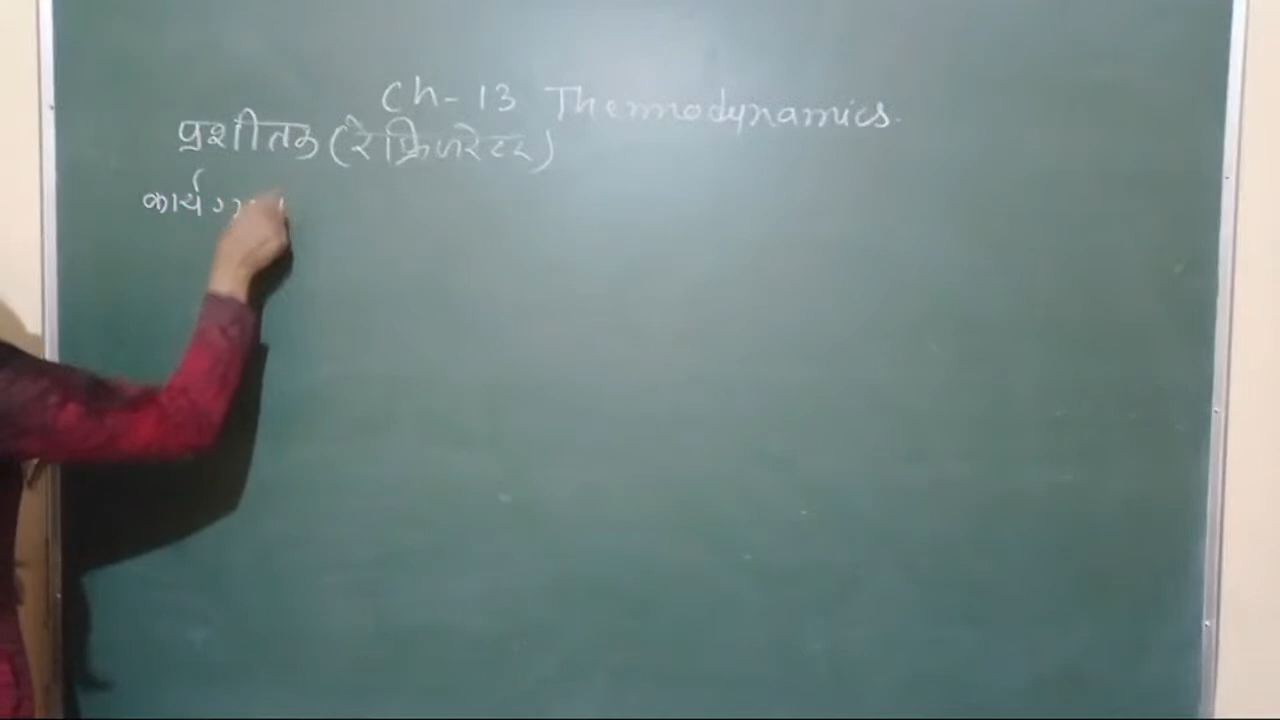 Ch - 13 Thermodynamics.
प्रशीतक (रेफ्रिजरेटर)
कार्य